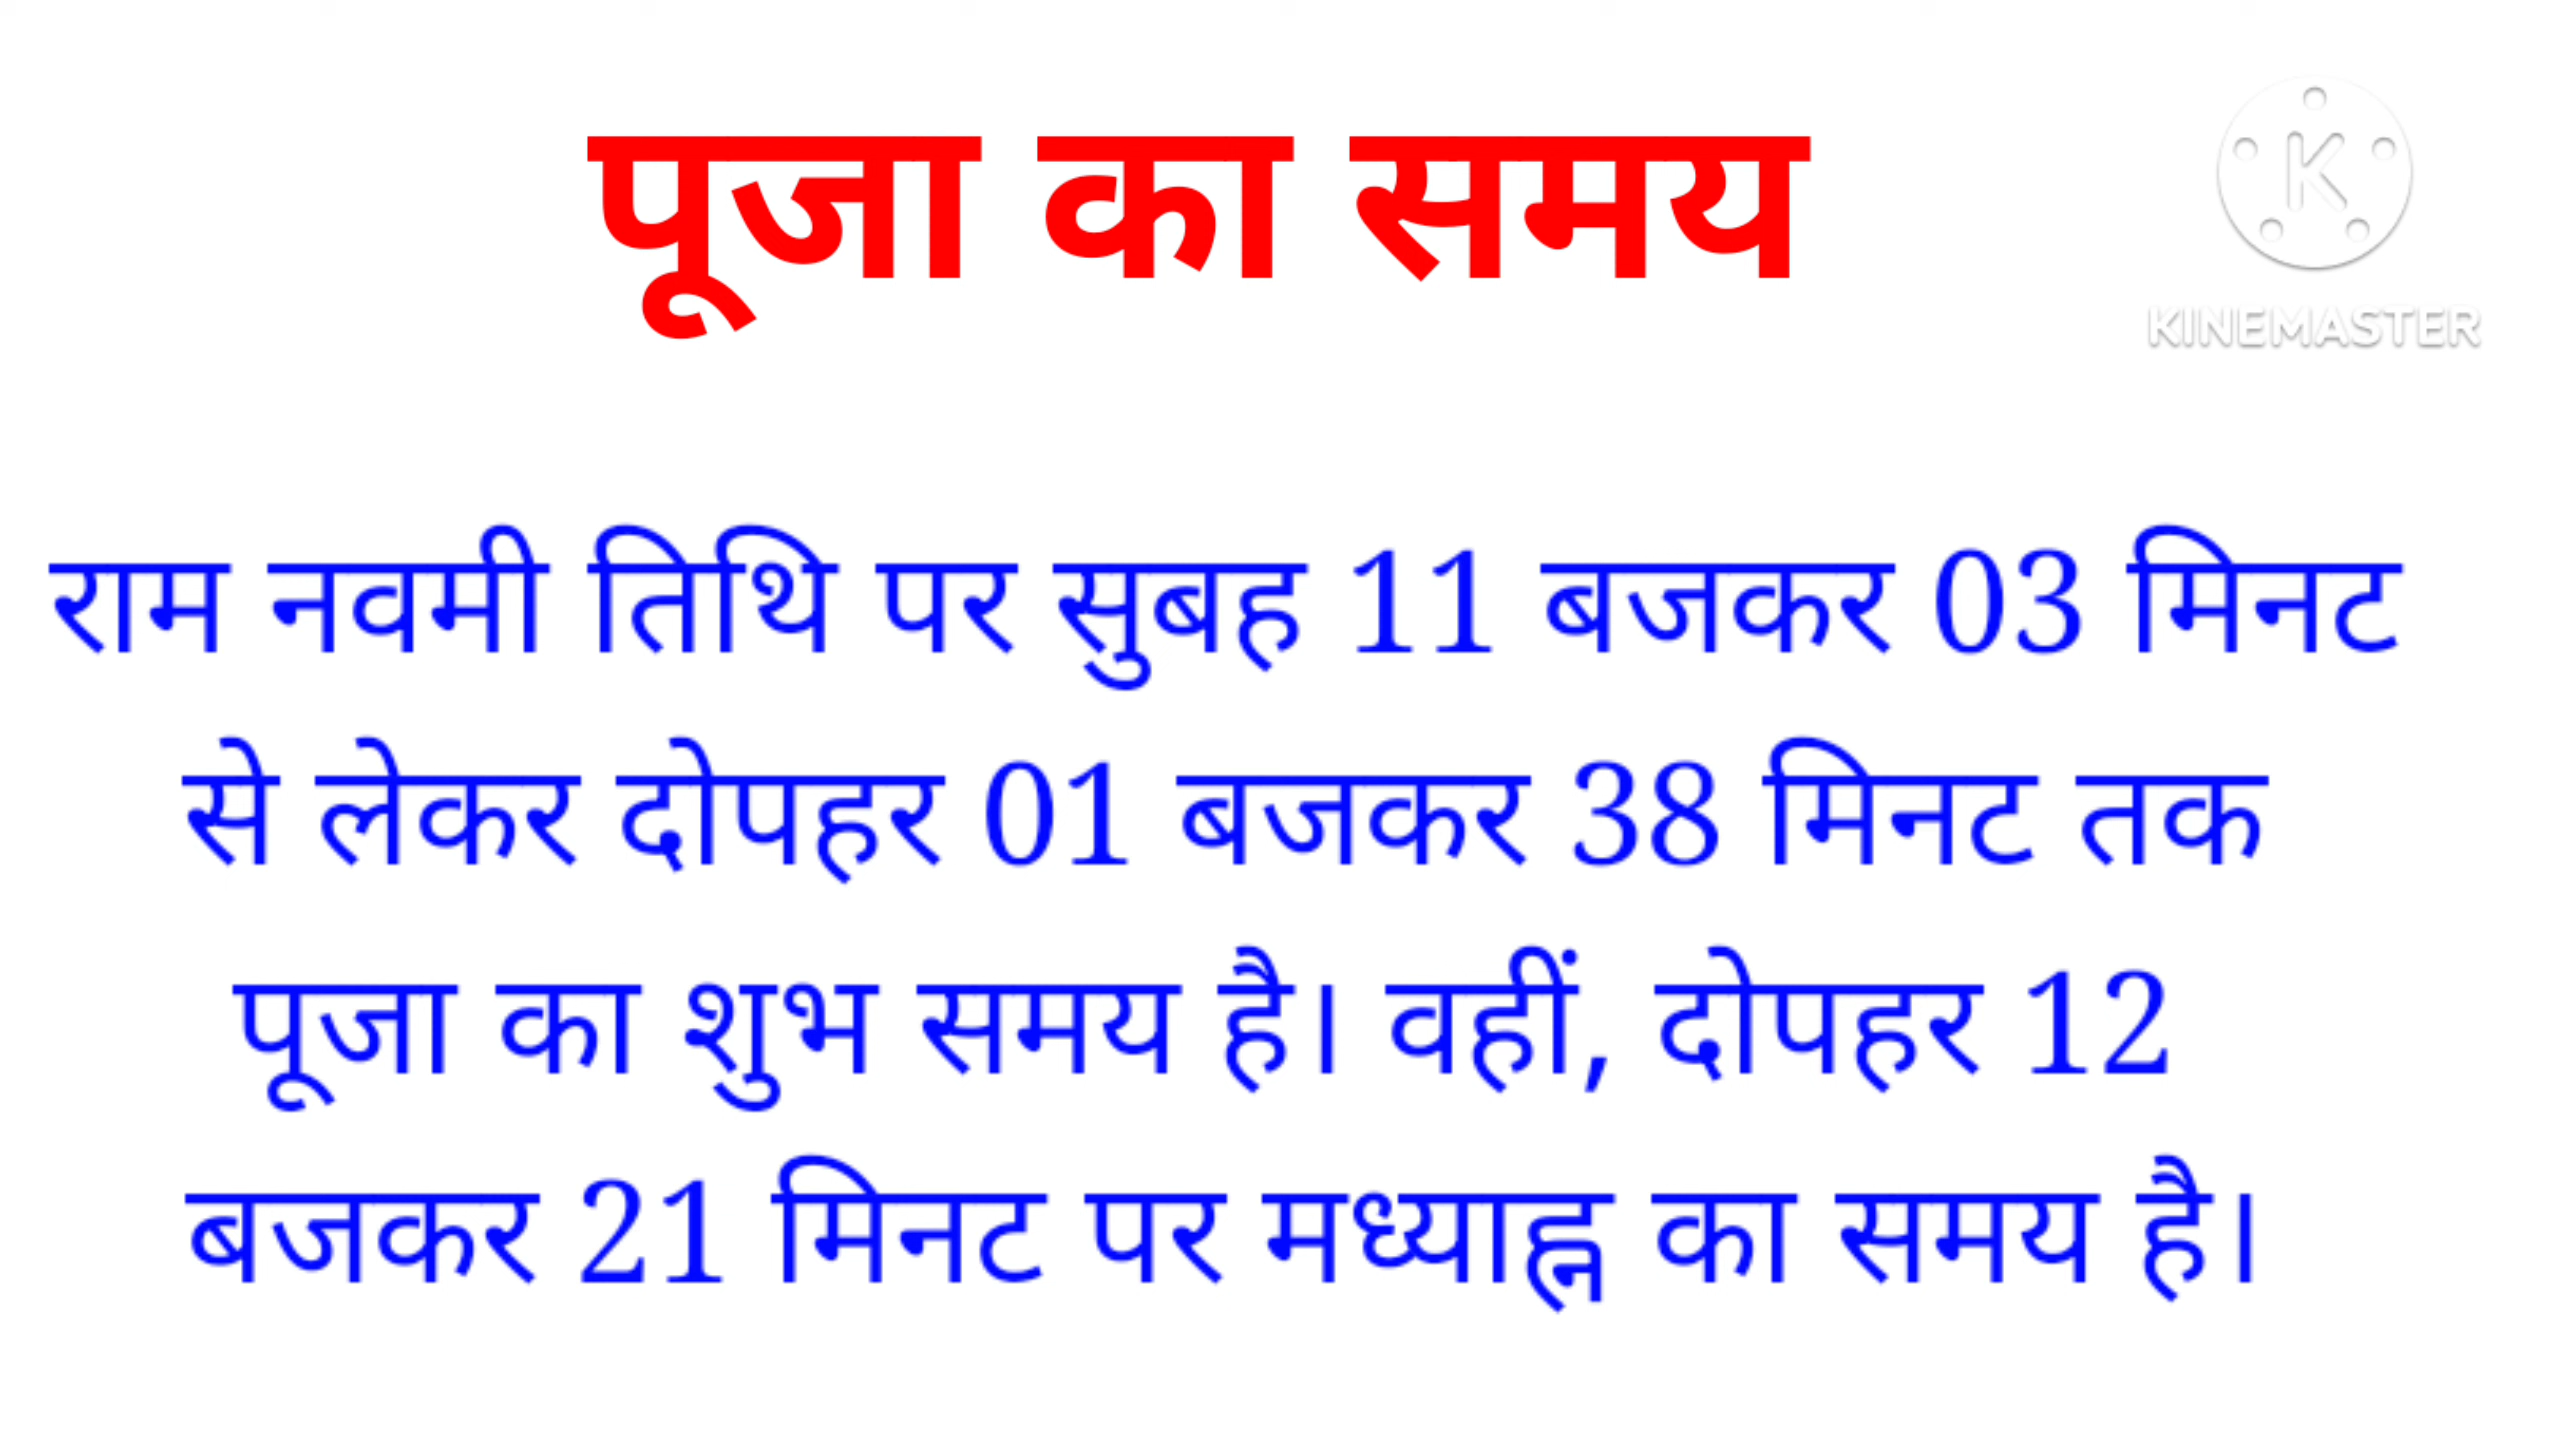 पूजा का समय
KINEMASTER
राम नवमी तिथि पर सुबह 11 बजकर 03 मिनट
से लेकर दोपहर 01 बजकर 38 मिनट तक
पूजा का शुभ समय है। वहीं, दोपहर 12
बजकर 21 मिनट पर मध्याह्न का समय है।